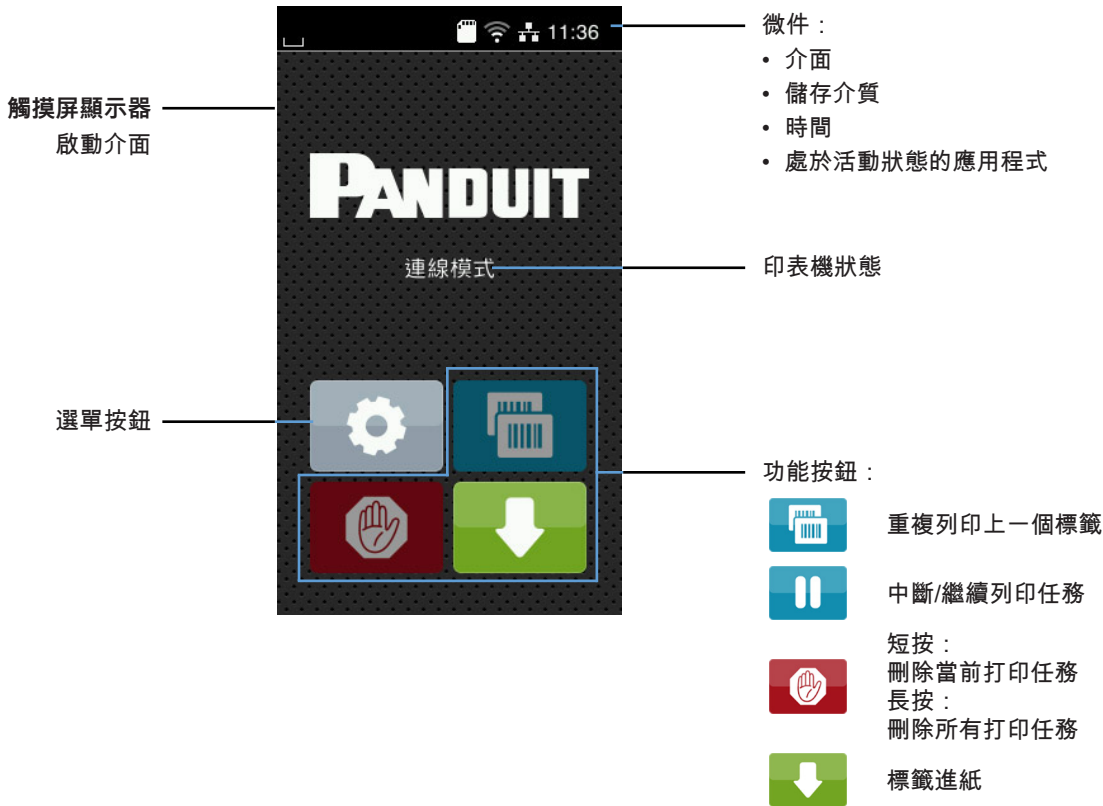 11:36
微件：
• 介面
• 儲存介質
• 時間
• 處於活動狀態的應用程式
觸摸屏顯示器
啟動介面
PANDUIT
連線模式
印表機狀態
選單按鈕
功能按鈕：
重複列印上一個標籤
中斷/繼續列印任務
短按：
刪除當前打印任務
長按：
刪除所有打印任務
標籤進紙